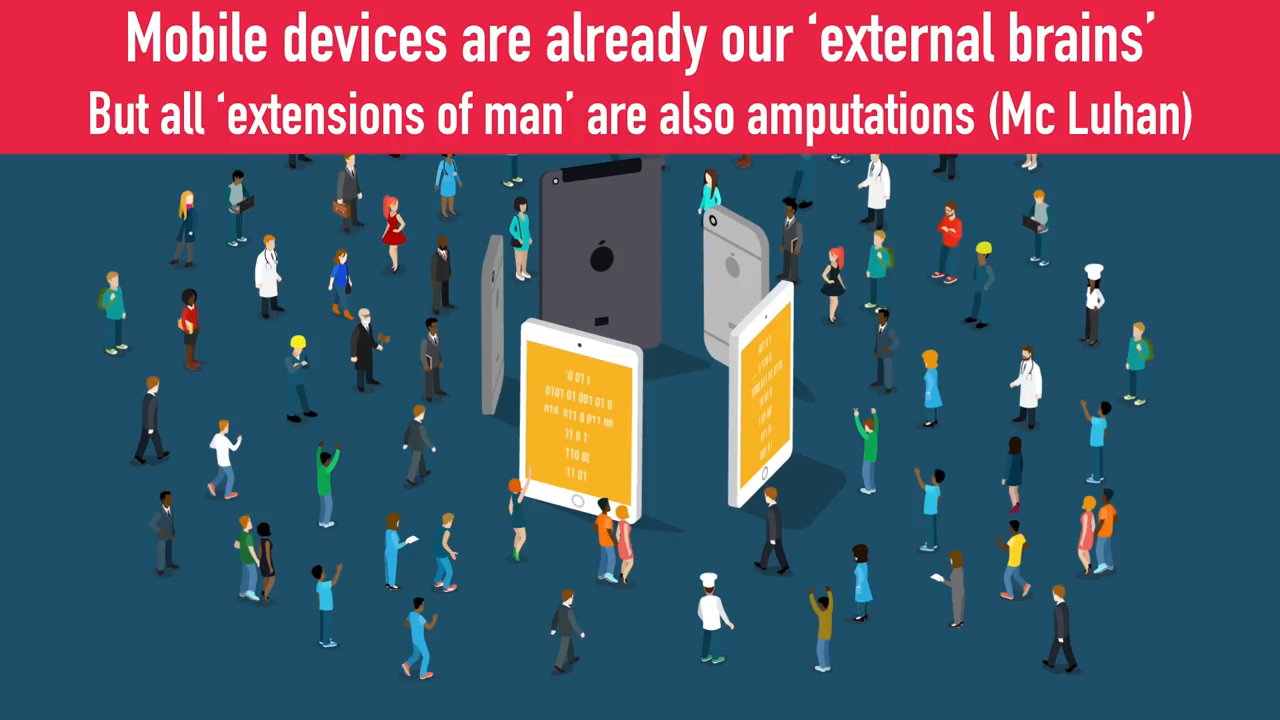 Mobile devices are already our ‘external brains’
But all ‘extensions of man’ are also amputations (Mc Luhan)